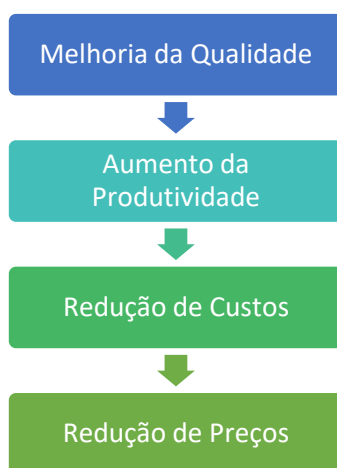 Melhoria da Qualidade
Aumento da
Produtividade
Redução de Custos
Redução de Preços